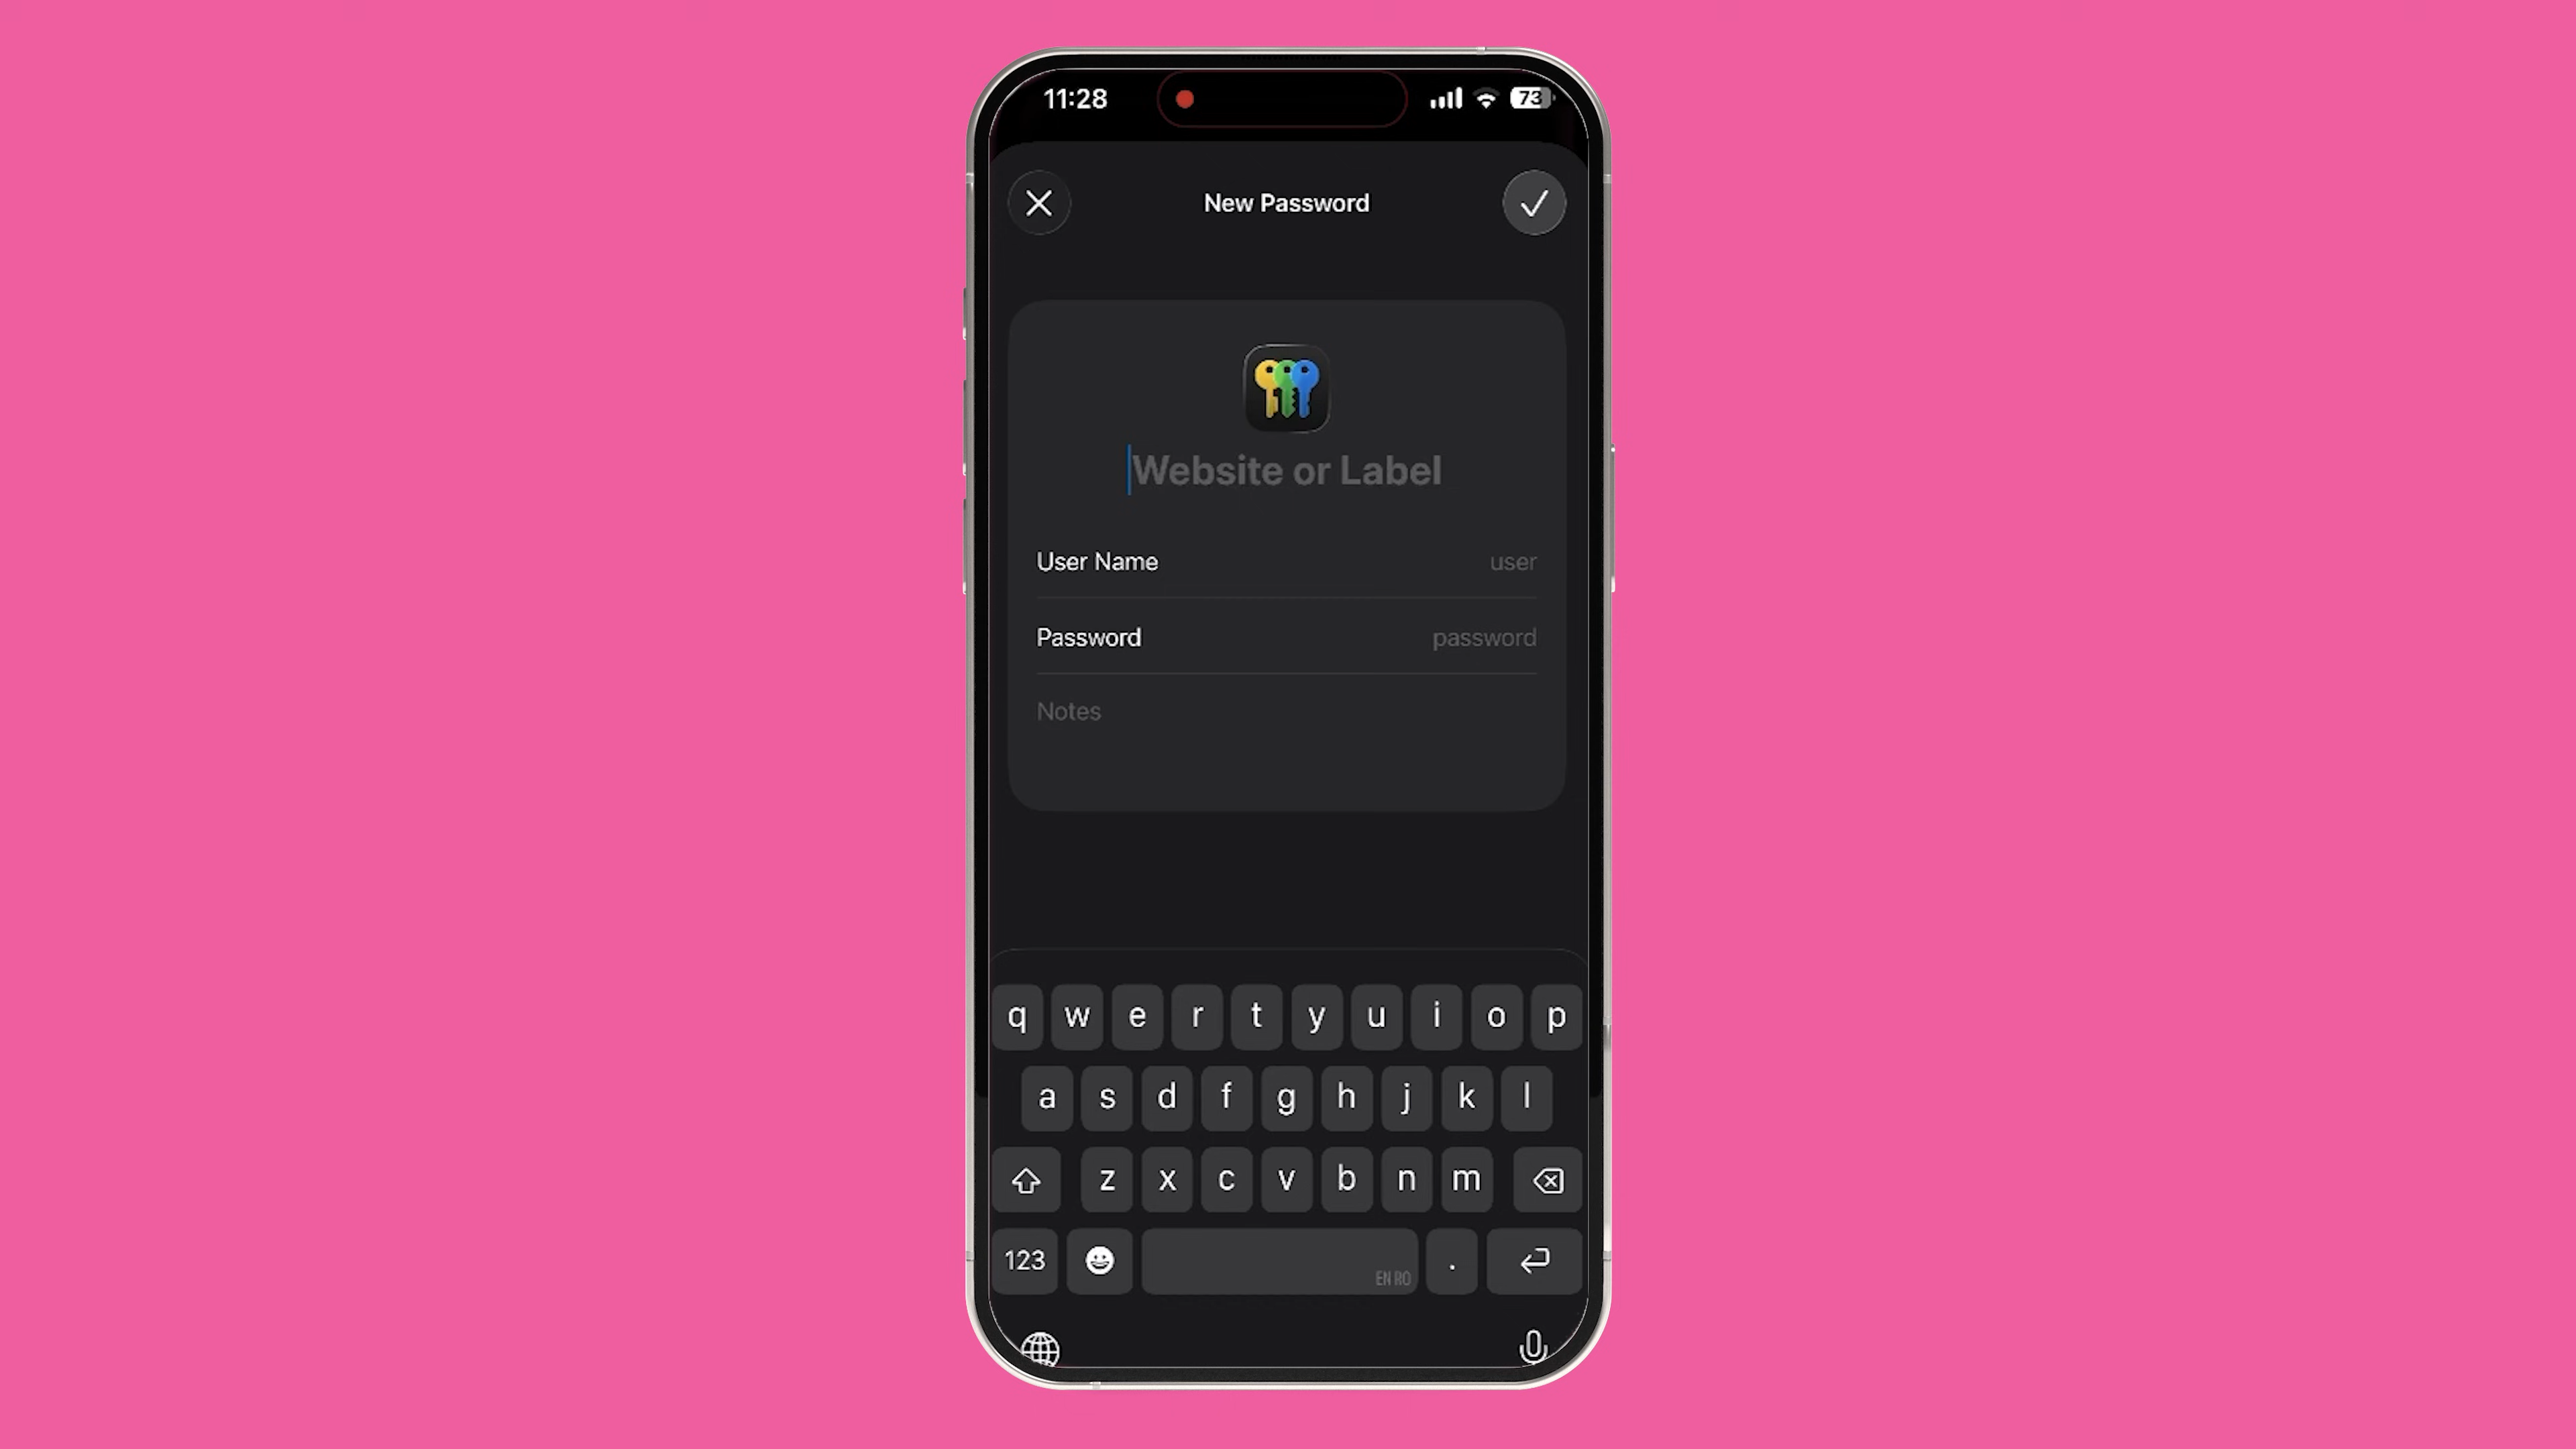 11:28
73
New Password
Website or Label
User Name
user
Password
password
Notes
q w e r t y u i o p
a s d f g h j k l
z x c v b n m
123
EN RO
.